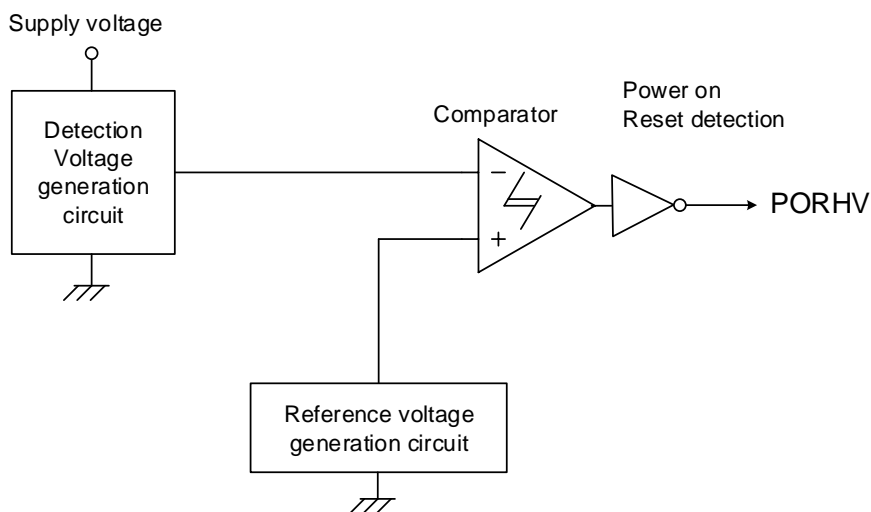 Supply voltage
Detection
Voltage
generation
circuit
Comparator
Power on
Reset detection
−
+
PORHV
Reference voltage
generation circuit